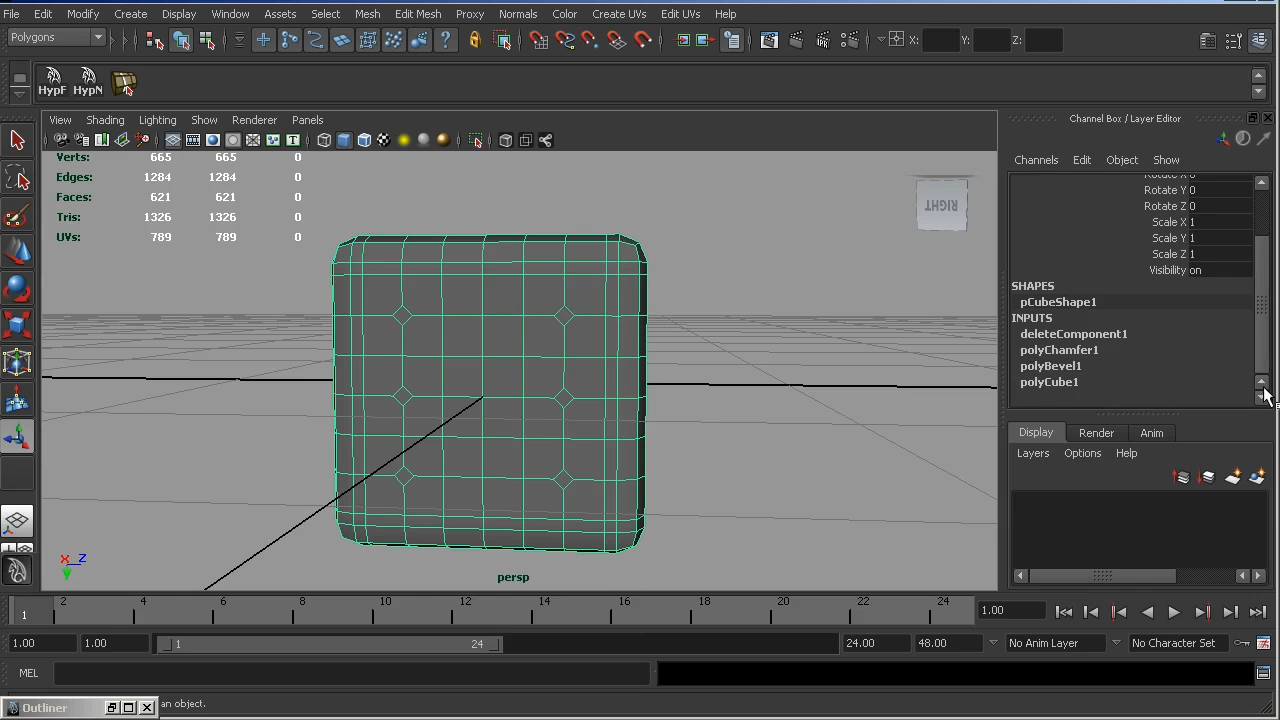 File Edit Modify Create Display Window Assets Select Mesh Edit Mesh Proxy Normals Color Create UVs Edit UVs Help
Polygons X: Y: Z:
HypF HypN
View Shading Lighting Show Renderer Panels
Channel Box / Layer Editor
Channels Edit Object Show
Verts: 665 665 0
Edges: 1284 1284 0
Faces: 621 621 0
Tris: 1326 1326 0
UVs: 789 789 0
RIGHT
Rotate X 0
Rotate Y 0
Rotate Z 0
Scale X 1
Scale Y 1
Scale Z 1
Visibility on
SHAPES
pCubeShape1
INPUTS
deleteComponent1
polyChamfer1
polyBevel1
polyCube1
Display Render Anim
Layers Options Help
X Z
Y
persp
1 2 4 6 8 10 12 14 16 18 20 22 24 1.00
1.00 1.00 1 24 24.00 48.00 No Anim Layer No Character Set
MEL
Outliner an object.